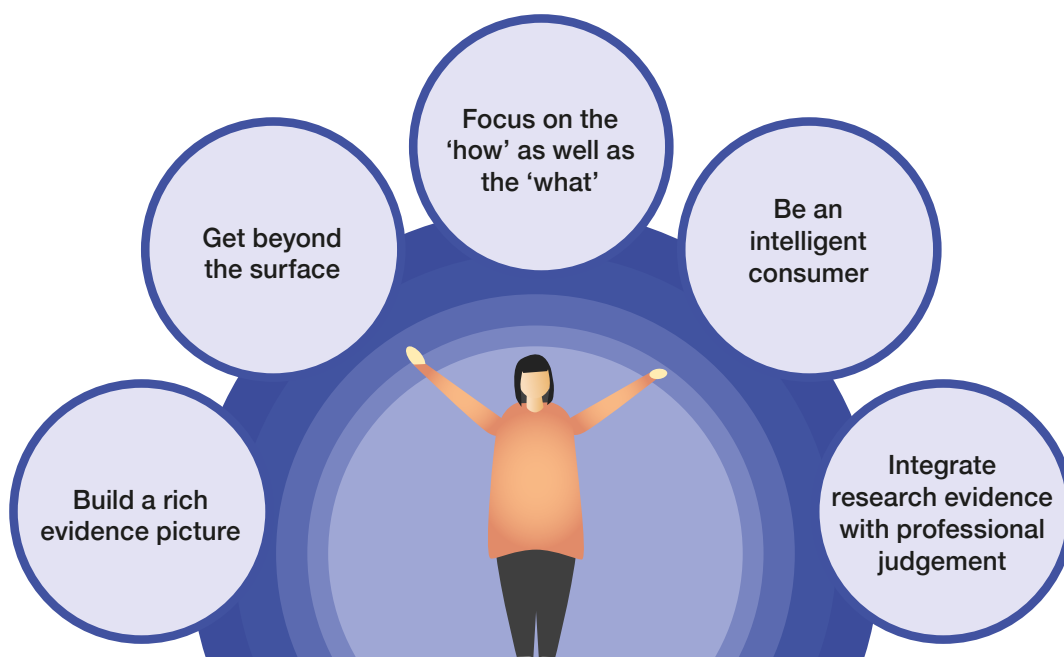 Build a rich
evidence picture
Get beyond
the surface
Focus on the
‘how’ as well as
the ‘what’
Be an
intelligent
consumer
Integrate
research evidence
with professional
judgement